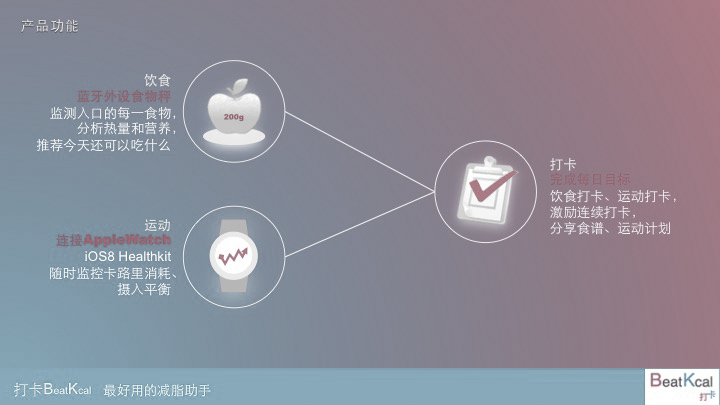 产品功能
饮食
蓝牙外设食物秤
监测入口的每一食物，
分析热量和营养，
推荐今天还可以吃什么
200g
运动
连接AppleWatch
iOS8 Healthkit
随时监控卡路里消耗、
摄入平衡
打卡
完成每日目标
饮食打卡、运动打卡，
激励连续打卡，
分享食谱、运动计划
打卡BeatKcal 最好用的减脂助手
BeatKcal
打卡